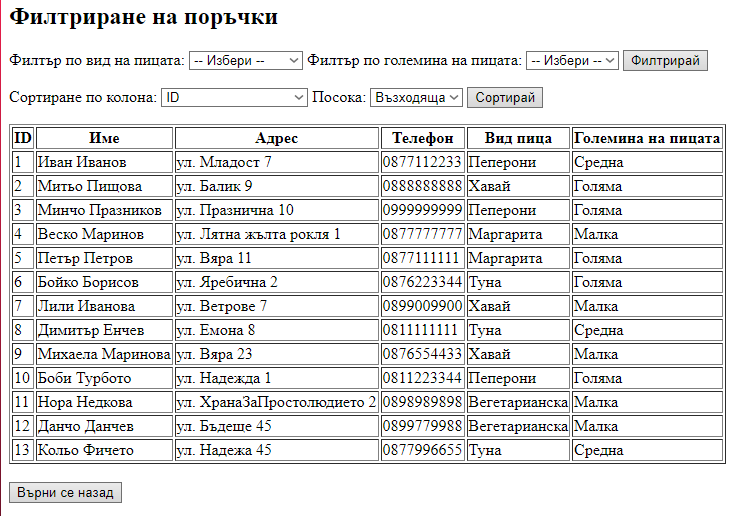 Филтриране на поръчки
Филтър по вид на пицата: -- Избери -- Филтър по големина на пицата: -- Избери -- Филтрирай
Сортиране по колона: ID Посока: Възходяща Сортирай
ID Име Адрес Телефон Вид пица Големина на пицата
1 Иван Иванов ул. Младост 7 0877112233 Пеперони Средна
2 Митьо Пищова ул. Балик 9 0888888888 Хавай Голяма
3 Минчо Празников ул. Празнична 10 0999999999 Пеперони Голяма
4 Веско Маринов ул. Лятна жълта рокля 1 0877777777 Маргарита Малка
5 Петър Петров ул. Вяра 11 0877111111 Маргарита Голяма
6 Бойко Борисов ул. Яребична 2 0876223344 Туна Голяма
7 Лили Иванова ул. Ветрове 7 0899009900 Хавай Малка
8 Димитър Енчев ул. Емона 8 0811111111 Туна Средна
9 Михаела Маринова ул. Вяра 23 0876554433 Хавай Малка
10 Боби Турбото ул. Надежда 1 0811223344 Пеперони Голяма
11 Нора Недкова ул. ХранаЗаПростолюдието 2 0898989898 Вегетарианска Малка
12 Данчо Данчев ул. Бъдеще 45 0899779988 Вегетарианска Малка
13 Кольо Фичето ул. Надежа 45 0877996655 Туна Средна
Върни се назад